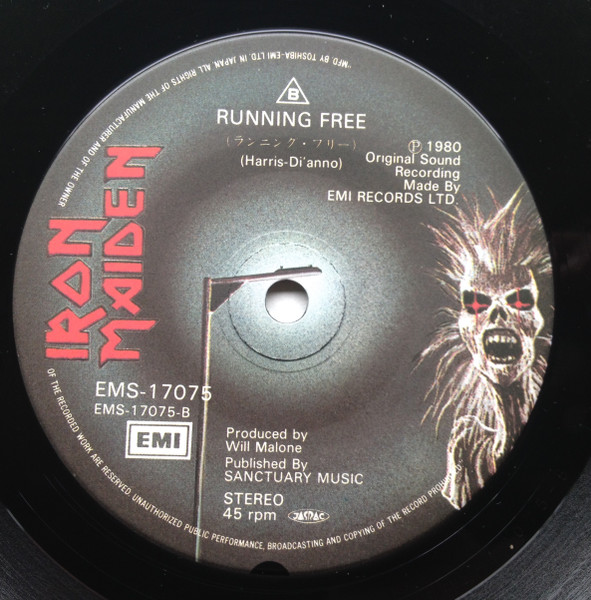 "MFD. BY TOSHIBA-EMI LTD. IN JAPAN. ALL RIGHTS OF THE MANUFACTURER AND OF THE OWNER
OF THE RECORDED WORK ARE RESERVED. UNAUTHORIZED PUBLIC PERFORMANCE, BROADCASTING AND COPYING OF THE RECORD PROHIBITED."
B
RUNNING FREE
(ランニング・フリー)
(Harris-Di'anno)
℗ 1980
Original Sound
Recording
Made By
EMI RECORDS LTD.
IRON
MAIDEN
EMS-17075
EMS-17075-B
EMI
Produced by
Will Malone
Published By
SANCTUARY MUSIC
STEREO
45 rpm
JASRAC